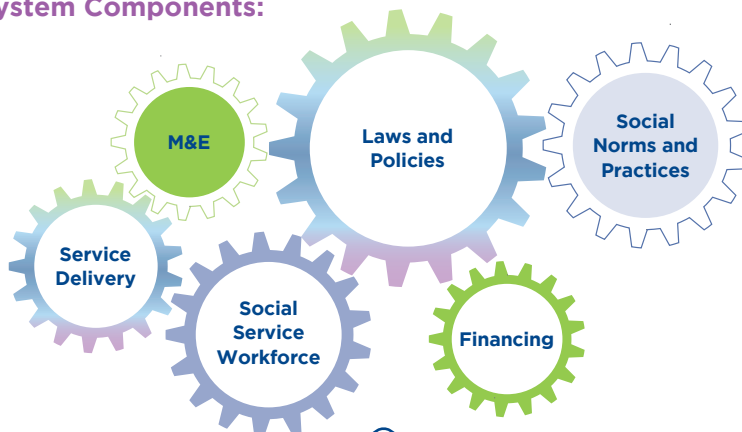 ystem Components:
M&E
Laws and
Policies
Social
Norms and
Practices
Service
Delivery
Social
Service
Workforce
Financing